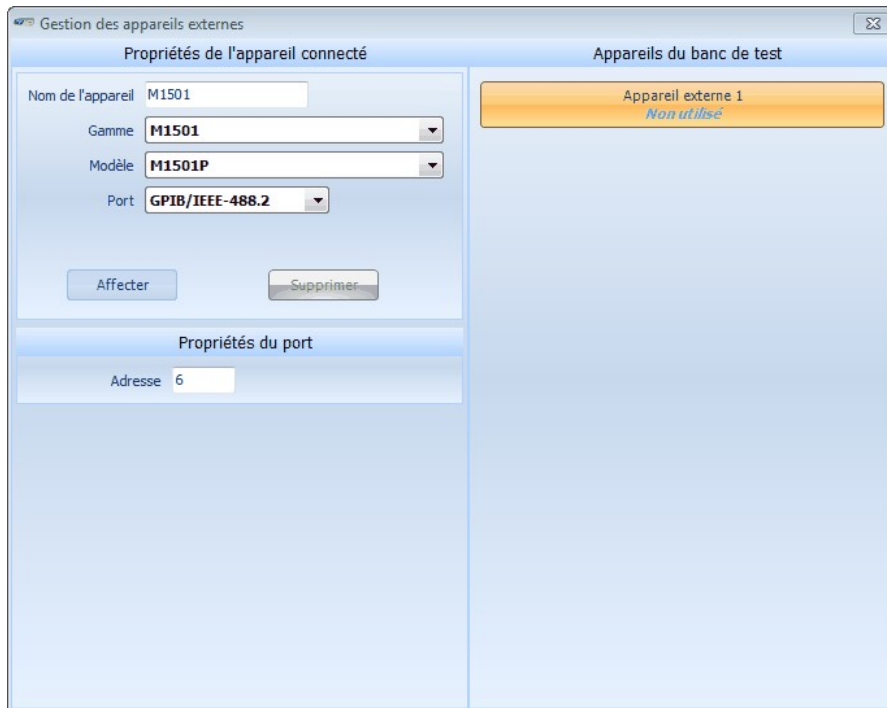 Gestion des appareils externes
Propriétés de l'appareil connecté
Nom de l'appareil M1501
Gamme M1501
Modèle M1501P
Port GPIB/IEEE-488.2
Affecter Supprimer
Propriétés du port
Adresse 6
Appareils du banc de test
Appareil externe 1
Non utilisé